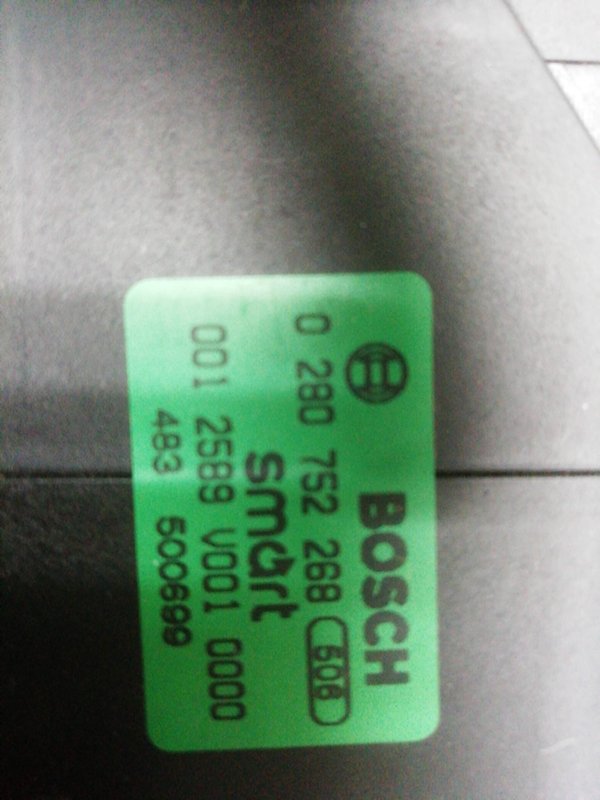 BOSCH
0 280 752 268 606
smart
001 2589 V001 0000
483 500699